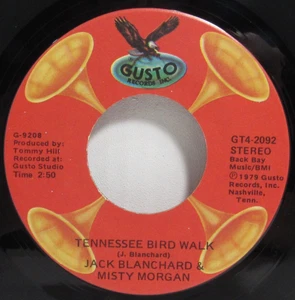 GUSTO
RECORDS, INC.
G-9208
Produced by:
Tommy Hill
Recorded at:
Gusto Studio
Time 2:50
GT4-2092
STEREO
Back Bay
Music/BMI
℗ 1979 Gusto
Records, Inc.
Nashville,
Tenn.
TENNESSEE BIRD WALK
(J. Blanchard)
JACK BLANCHARD &
MISTY MORGAN